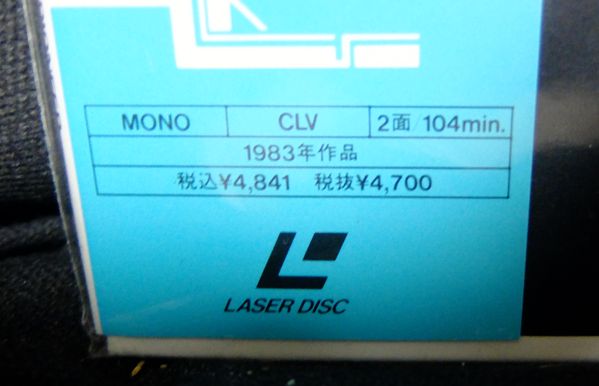 MONO CLV 2面/104min.
1983年作品
税込¥4,841 税抜¥4,700
LASER DISC